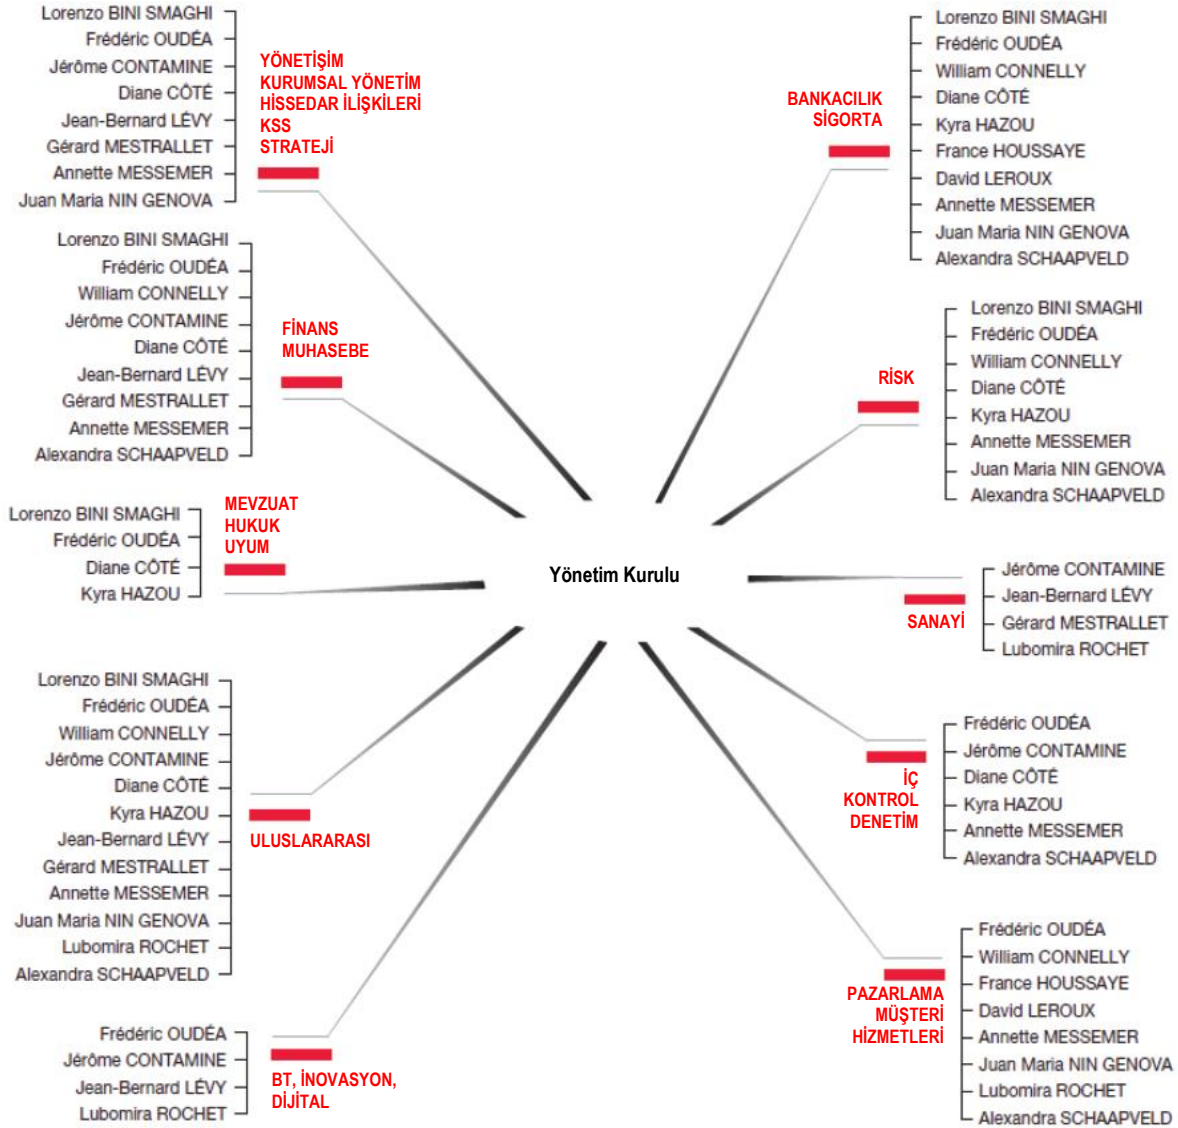 Lorenzo BINI SMAGHI
Frédéric OUDÉA
Jérôme CONTAMINE
Diane CÔTÉ
Jean-Bernard LÉVY
Gérard MESTRALLET
Annette MESSEMER
Juan Maria NIN GENOVA
YÖNETİŞİM
KURUMSAL YÖNETİM
HİSSEDAR İLİŞKİLERİ
KSS
STRATEJİ
Lorenzo BINI SMAGHI
Frédéric OUDÉA
William CONNELLY
Jérôme CONTAMINE
Diane CÔTÉ
Jean-Bernard LÉVY
Gérard MESTRALLET
Annette MESSEMER
Alexandra SCHAAPVELD
FİNANS
MUHASEBE
Lorenzo BINI SMAGHI
Frédéric OUDÉA
Diane CÔTÉ
Kyra HAZOU
MEVZUAT
HUKUK
UYUM
Lorenzo BINI SMAGHI
Frédéric OUDÉA
William CONNELLY
Jérôme CONTAMINE
Diane CÔTÉ
Kyra HAZOU
Jean-Bernard LÉVY
Gérard MESTRALLET
Annette MESSEMER
Juan Maria NIN GENOVA
Lubomira ROCHET
Alexandra SCHAAPVELD
ULUSLARARASI
Frédéric OUDÉA
Jérôme CONTAMINE
Jean-Bernard LÉVY
Lubomira ROCHET
BT, İNOVASYON,
DİJİTAL
Yönetim Kurulu
BANKACILIK
SİGORTA
Lorenzo BINI SMAGHI
Frédéric OUDÉA
William CONNELLY
Diane CÔTÉ
Kyra HAZOU
France HOUSSAYE
David LEROUX
Annette MESSEMER
Juan Maria NIN GENOVA
Alexandra SCHAAPVELD
RİSK
Lorenzo BINI SMAGHI
Frédéric OUDÉA
William CONNELLY
Diane CÔTÉ
Kyra HAZOU
Annette MESSEMER
Juan Maria NIN GENOVA
Alexandra SCHAAPVELD
SANAYİ
Jérôme CONTAMINE
Jean-Bernard LÉVY
Gérard MESTRALLET
Lubomira ROCHET
İÇ
KONTROL
DENETİM
Frédéric OUDÉA
Jérôme CONTAMINE
Diane CÔTÉ
Kyra HAZOU
Annette MESSEMER
Alexandra SCHAAPVELD
PAZARLAMA
MÜŞTERİ
HİZMETLERİ
Frédéric OUDÉA
William CONNELLY
France HOUSSAYE
David LEROUX
Annette MESSEMER
Juan Maria NIN GENOVA
Lubomira ROCHET
Alexandra SCHAAPVELD